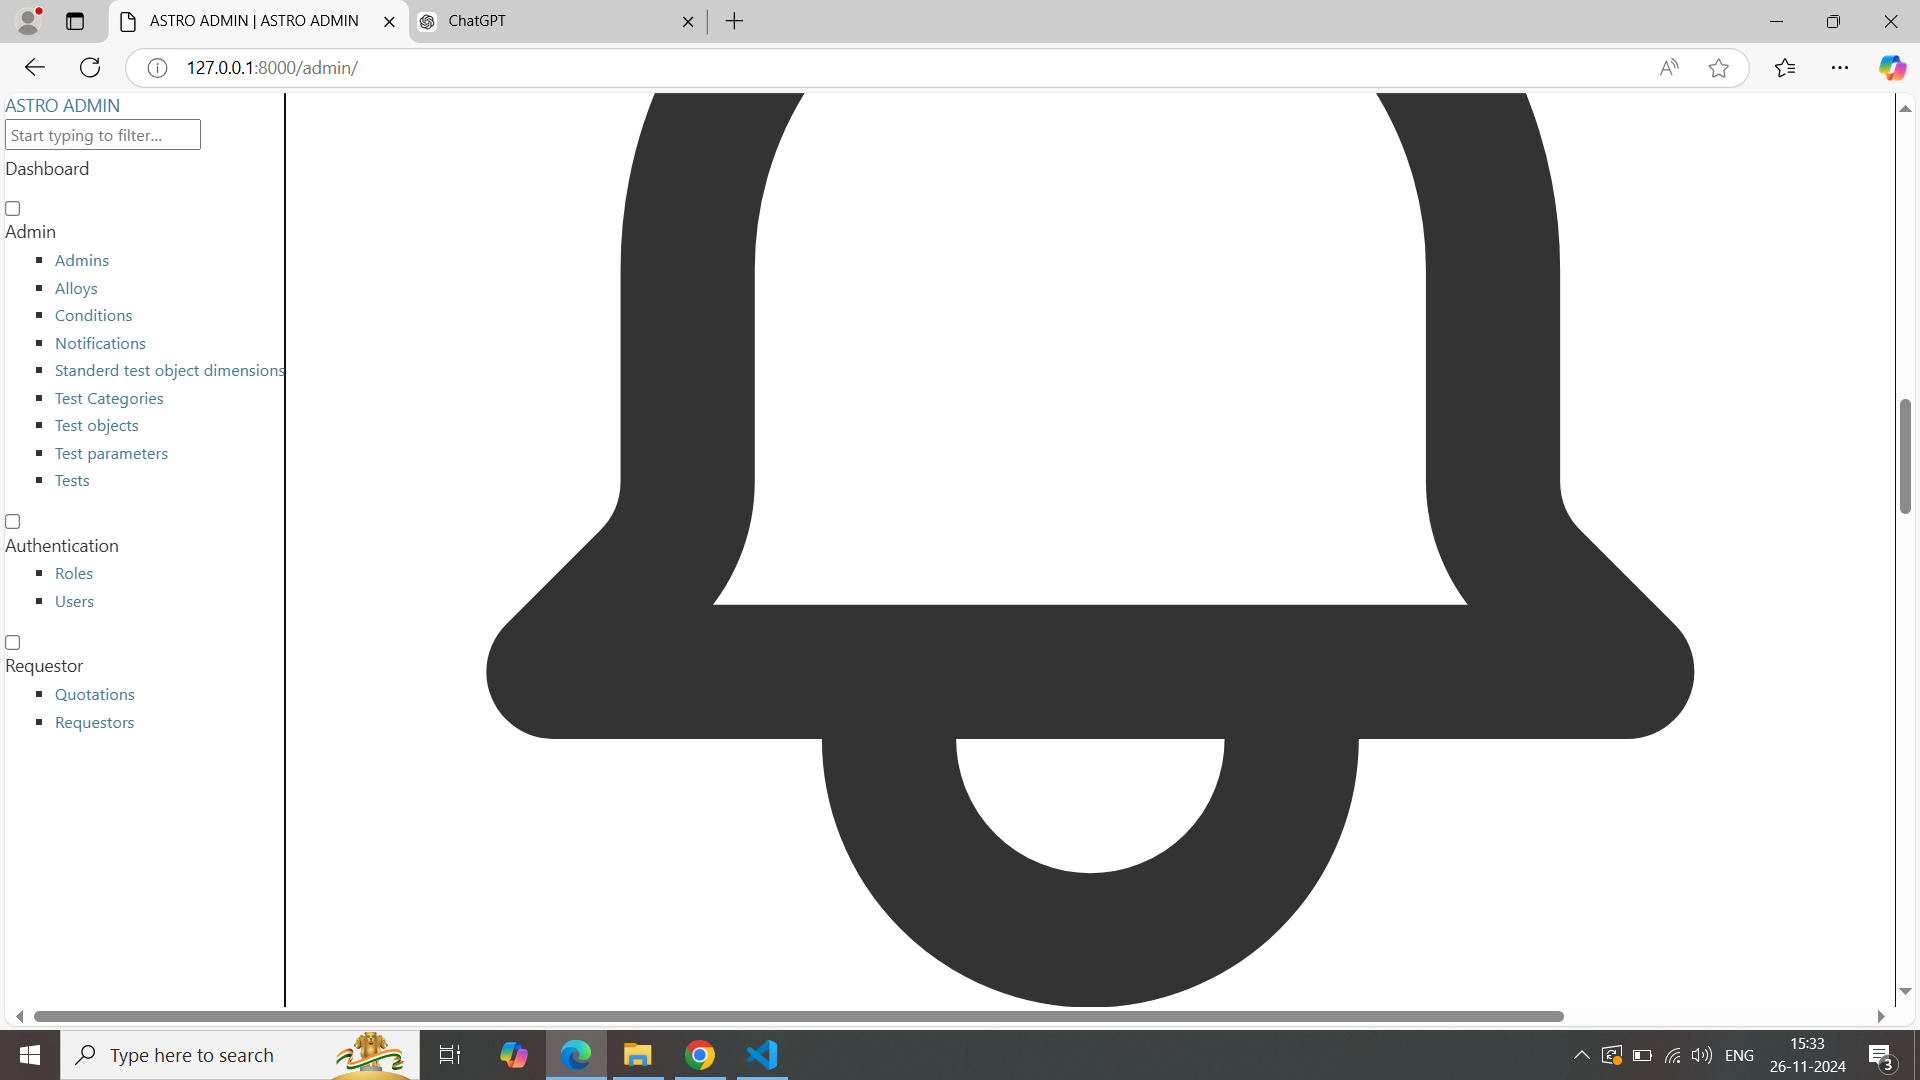 ASTRO ADMIN | ASTRO ADMIN
ChatGPT
127.0.0.1:8000/admin/
ASTRO ADMIN
Start typing to filter...
Dashboard
Admin
Admins
Alloys
Conditions
Notifications
Standerd test object dimensions
Test Categories
Test objects
Test parameters
Tests
Authentication
Roles
Users
Requestor
Quotations
Requestors
Type here to search
ENG
15:33
26-11-2024
3